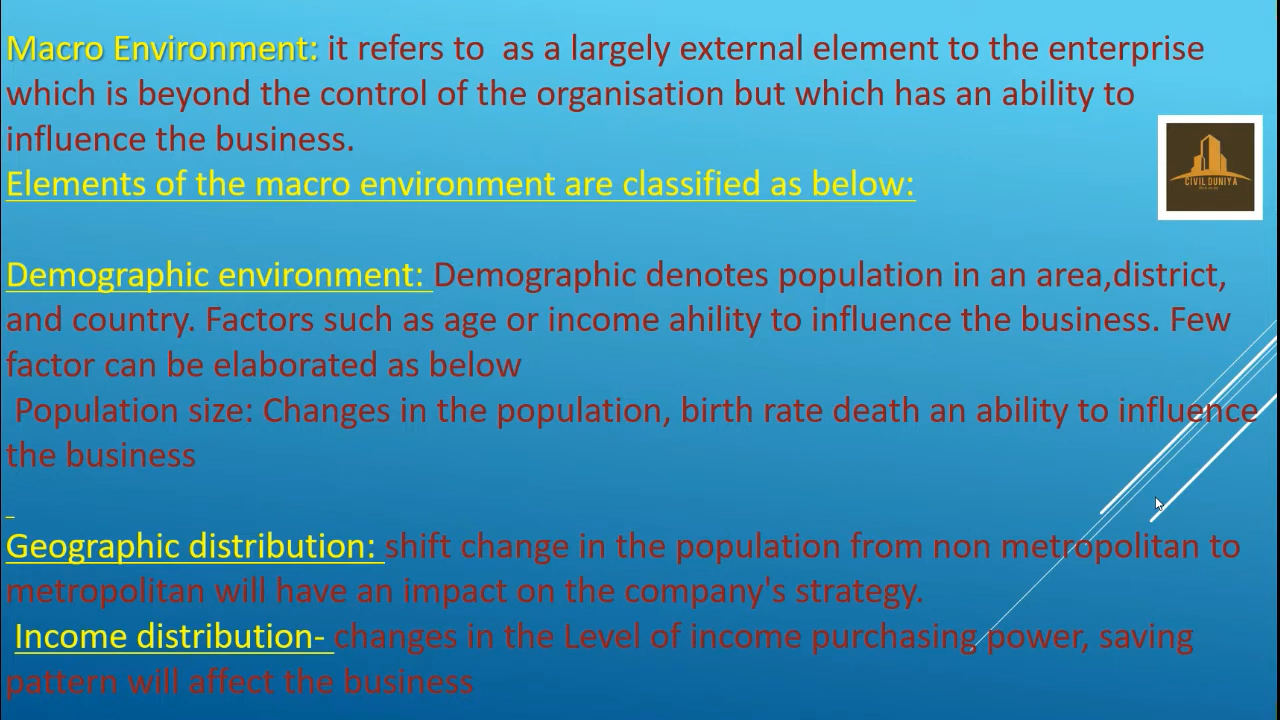 Macro Environment: it refers to  as a largely external element to the enterprise
which is beyond the control of the organisation but which has an ability to
influence the business.
Elements of the macro environment are classified as below:
Demographic environment: Demographic denotes population in an area,district,
and country. Factors such as age or income ahility to influence the business. Few
factor can be elaborated as below
Population size: Changes in the population, birth rate death an ability to influence
the business
Geographic distribution: shift change in the population from non metropolitan to
metropolitan will have an impact on the company's strategy.
Income distribution- changes in the Level of income purchasing power, saving
pattern will affect the business
CIVIL DUNIYA